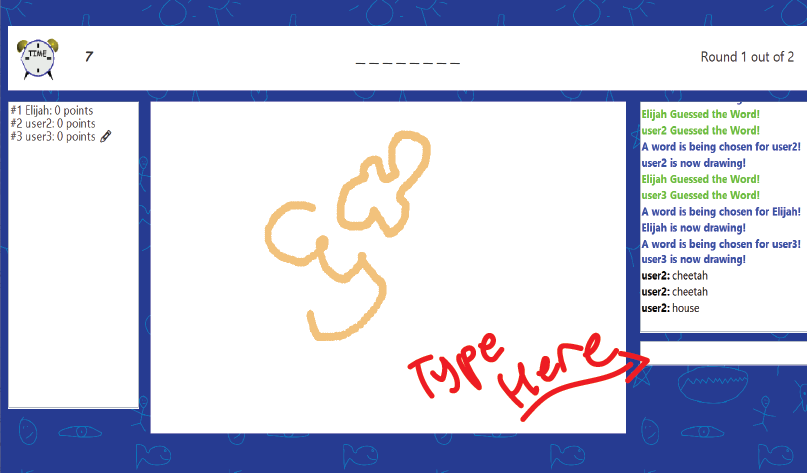 TIME
7
_ _ _ _ _ _ _ _
Round 1 out of 2
#1 Elijah: 0 points
#2 user2: 0 points
#3 user3: 0 points
Elijah Guessed the Word!
user2 Guessed the Word!
A word is being chosen for user2!
user2 is now drawing!
Elijah Guessed the Word!
user3 Guessed the Word!
A word is being chosen for Elijah!
Elijah is now drawing!
A word is being chosen for user3!
user3 is now drawing!
user2: cheetah
user2: cheetah
user2: house
Type
Here